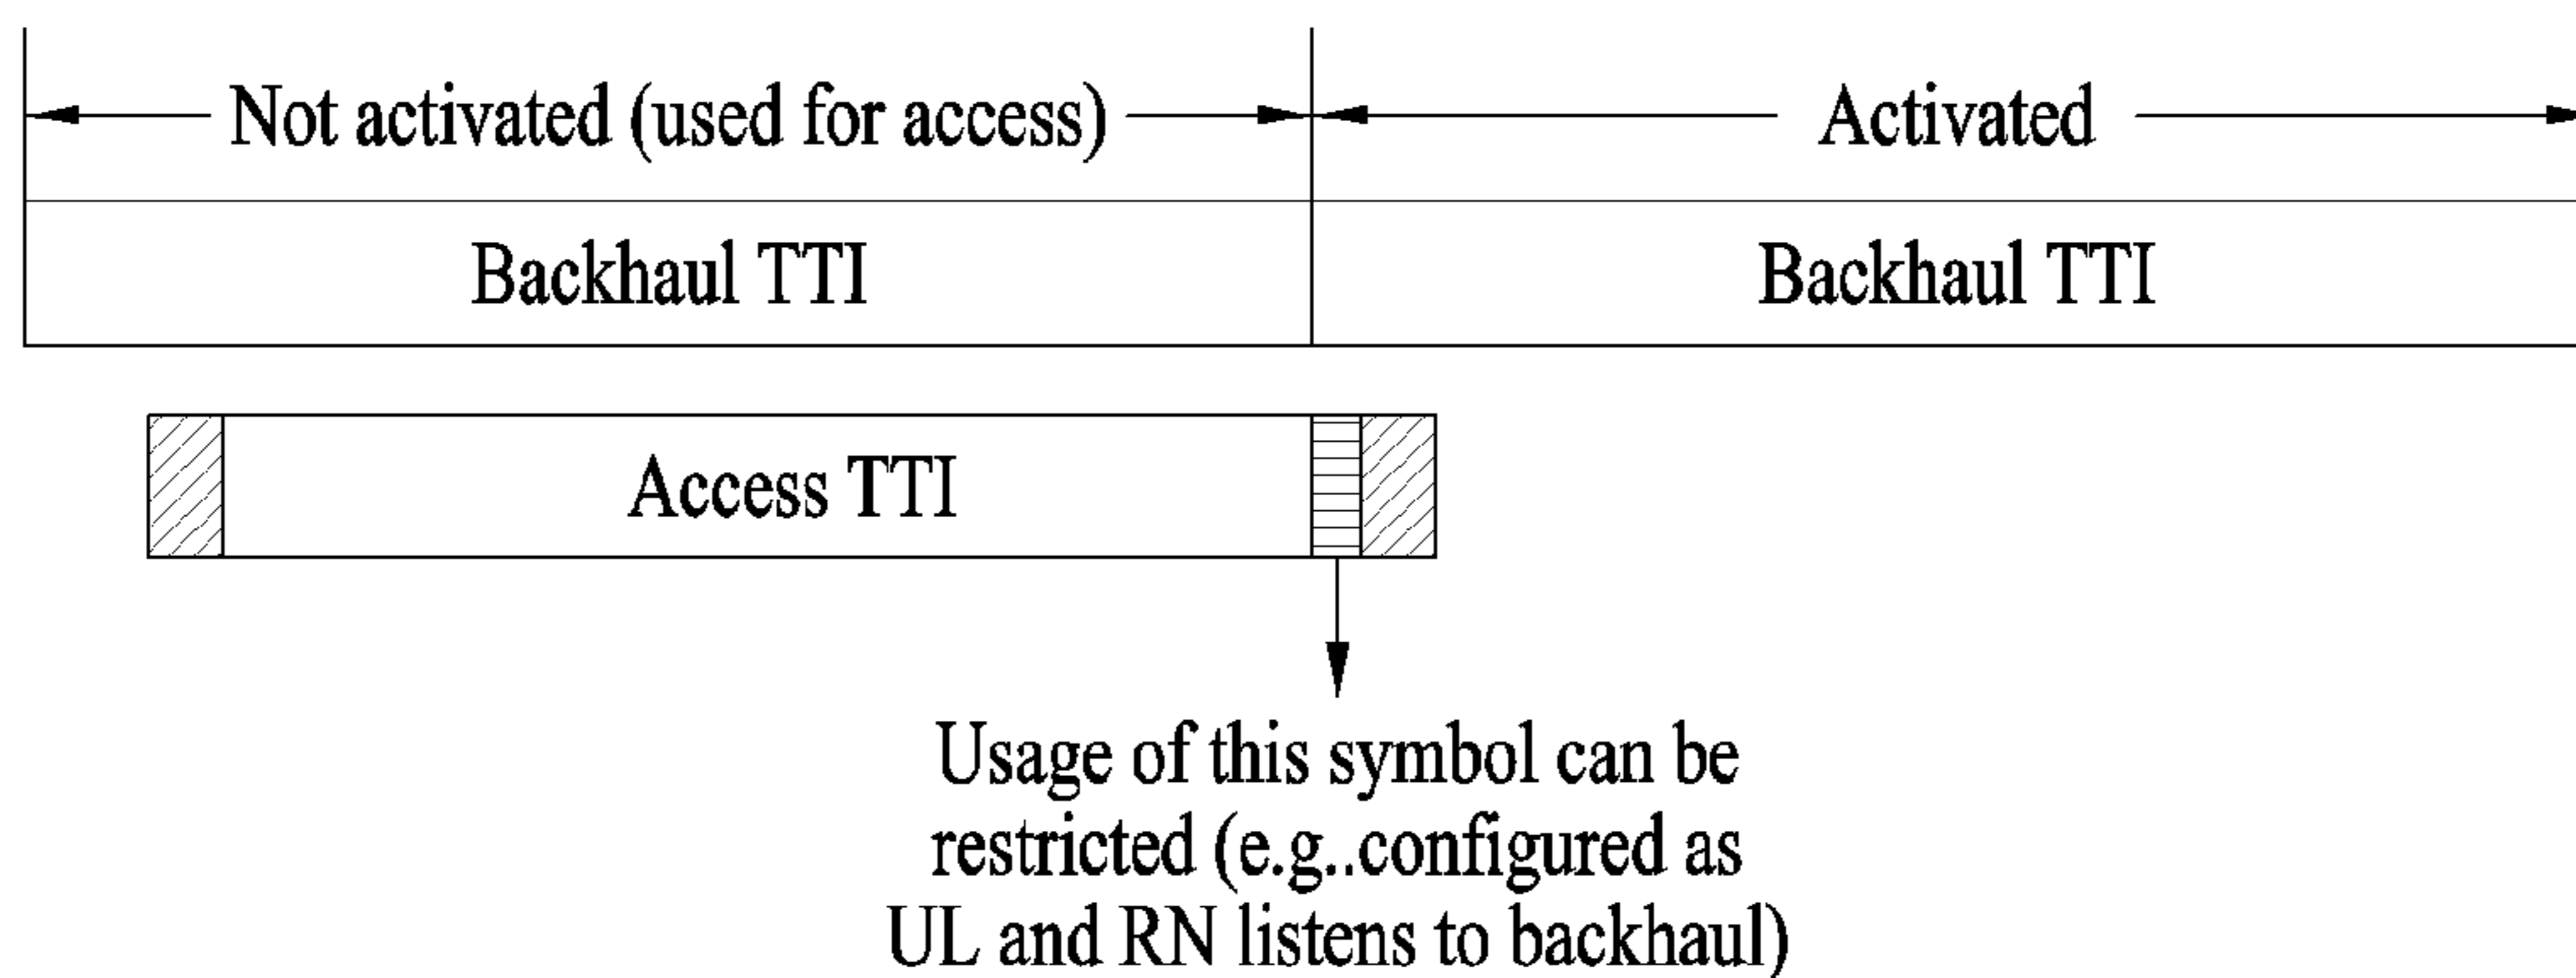 Not activated (used for access)
Activated
Backhaul TTI
Backhaul TTI
Access TTI
Usage of this symbol can be
restricted (e.g..configured as
UL and RN listens to backhaul)